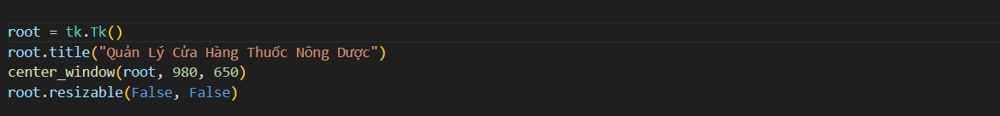 root = tk.Tk()
root.title("Quản Lý Cửa Hàng Thuốc Nông Dược")
center_window(root, 980, 650)
root.resizable(False, False)